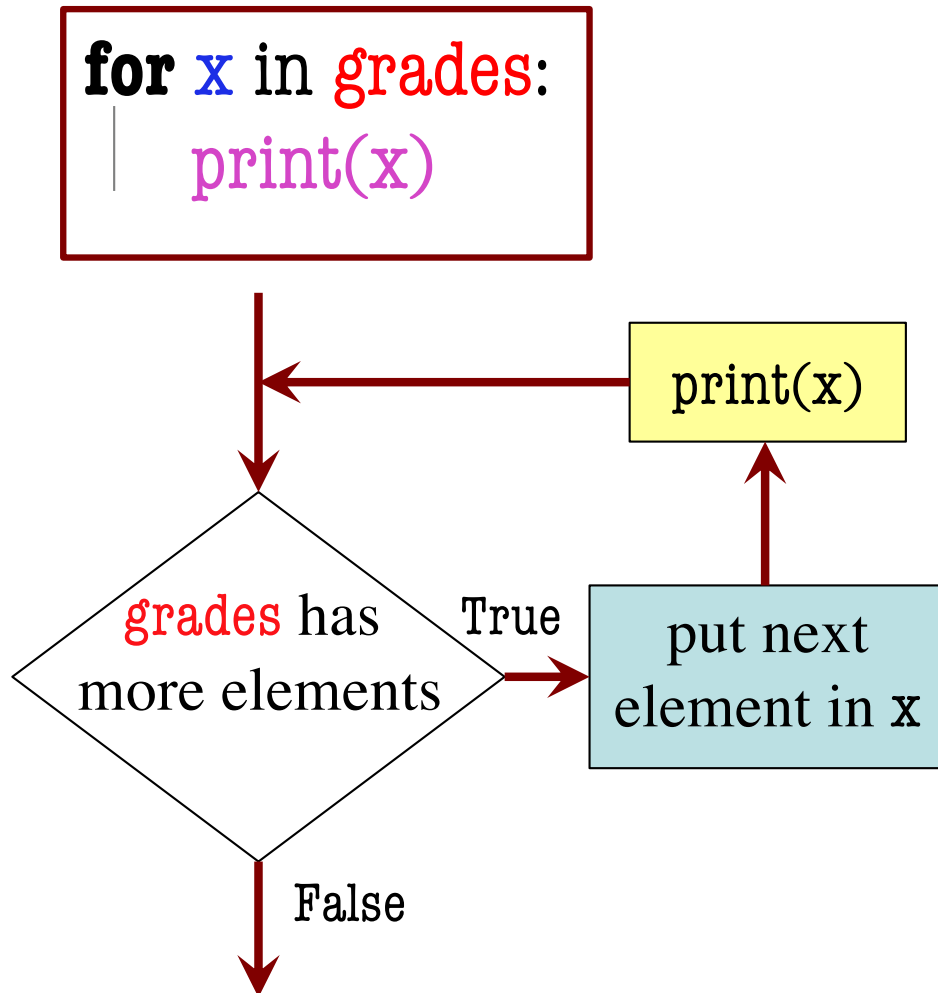 for x in grades:
print(x)
print(x)
grades has
more elements
True
put next
element in x
False